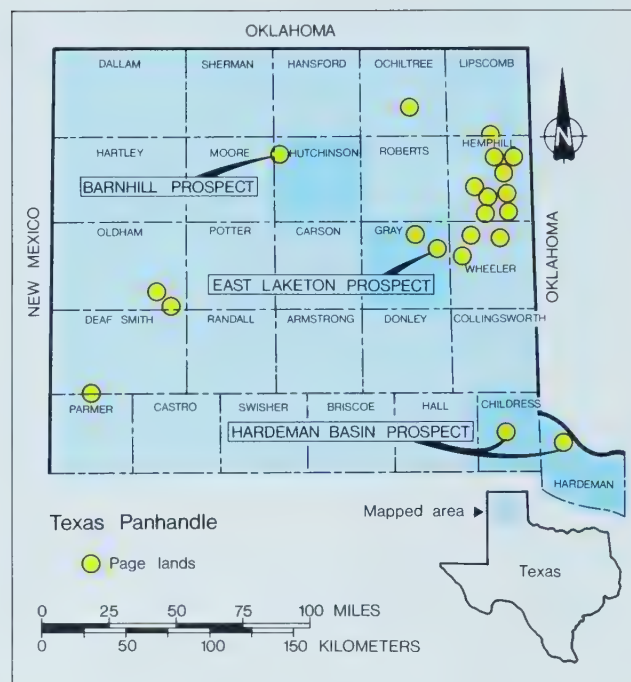 OKLAHOMA
DALLAM SHERMAN HANSFORD OCHILTREE LIPSCOMB
N
HARTLEY MOORE HUTCHINSON ROBERTS HEMPHILL
BARNHILL PROSPECT
NEW MEXICO
OKLAHOMA
OLDHAM POTTER CARSON GRAY
WHEELER
EAST LAKETON PROSPECT
DEAF SMITH RANDALL ARMSTRONG DONLEY COLLINGSWORTH
PARMER CASTRO SWISHER BRISCOE HALL CHILDRESS
HARDEMAN BASIN PROSPECT
HARDEMAN
Texas Panhandle
Mapped area
Page lands
Texas
0 25 50 75 100 MILES
0 50 100 150 KILOMETERS